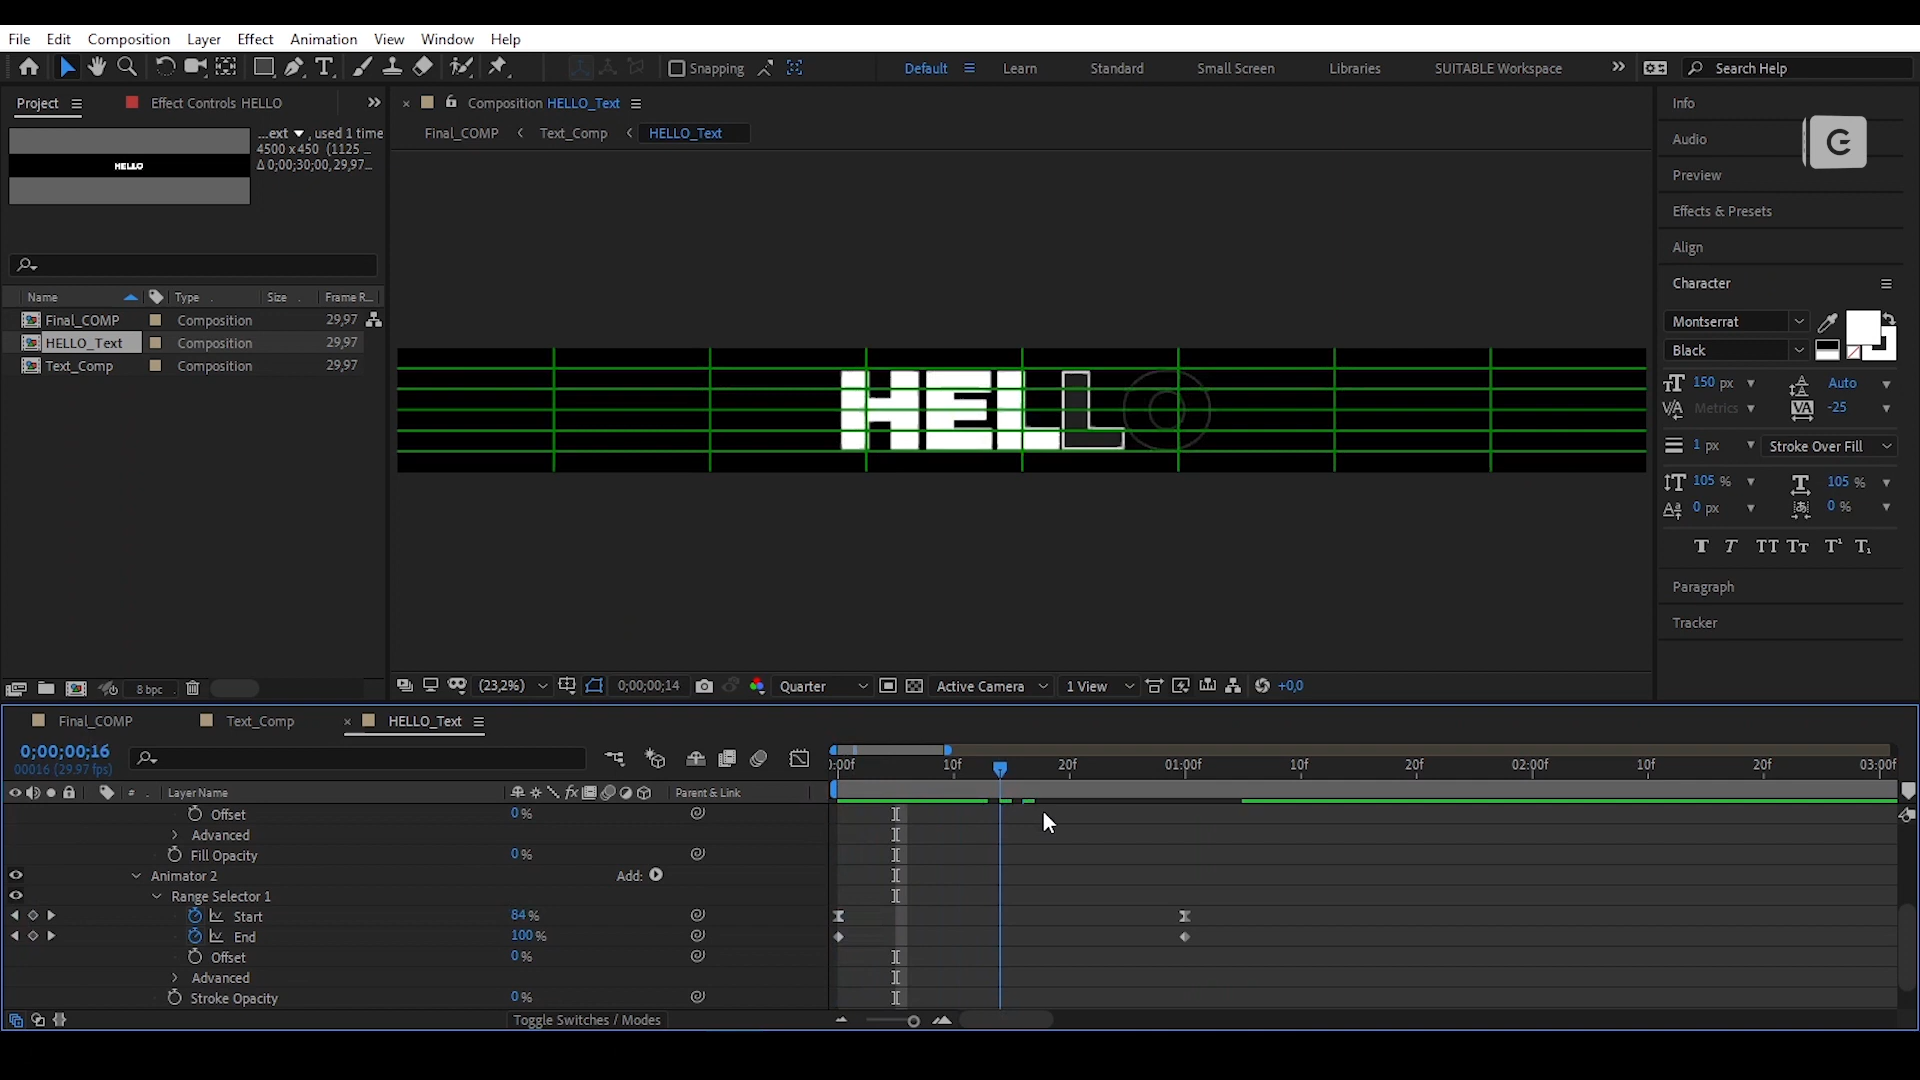 File Edit Composition Layer Effect Animation View Window Help
Snapping Default Learn Standard Small Screen Libraries SUITABLE Workspace Search Help
Project Effect Controls HELLO
Composition HELLO_Text
Info
...ext , used 1 time
4500 x 450 (1125 ...
Δ 0;00;30;00, 29,97...
HELLO
Final_COMP Text_Comp HELLO_Text
Audio
Preview
Effects & Presets
Align
Name Type Size Frame R...
Final_COMP Composition 29,97
HELLO_Text Composition 29,97
Text_Comp Composition 29,97
HELLO
Character
Montserrat
Black
150 px Auto
Metrics -25
1 px Stroke Over Fill
105 % 105 %
0 px 0 %
T T TT Tт T¹ T₁
Paragraph
Tracker
8 bpc
(23,2%) 0;00;00;14 Quarter Active Camera 1 View +0,0
Final_COMP Text_Comp HELLO_Text
0;00;00;16
00016 (29.97 fps)
:00f 10f 20f 01:00f 10f 20f 02:00f 10f 20f 03:00f
# Layer Name Parent & Link
Offset 0%
Advanced
Fill Opacity 0%
Animator 2 Add:
Range Selector 1
Start 84%
End 100%
Offset 0%
Advanced
Stroke Opacity 0%
Toggle Switches / Modes